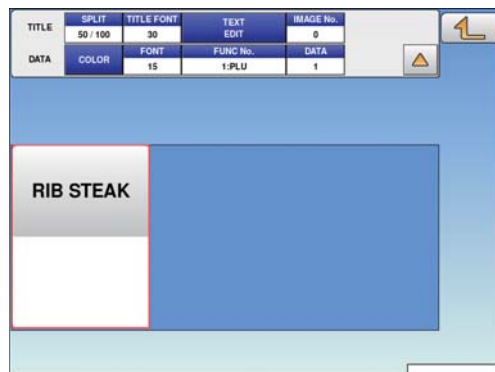 TITLE SPLIT TITLE FONT TEXT EDIT IMAGE No.
50 / 100 30 0
DATA COLOR FONT FUNC No. DATA
15 1:PLU 1
RIB STEAK